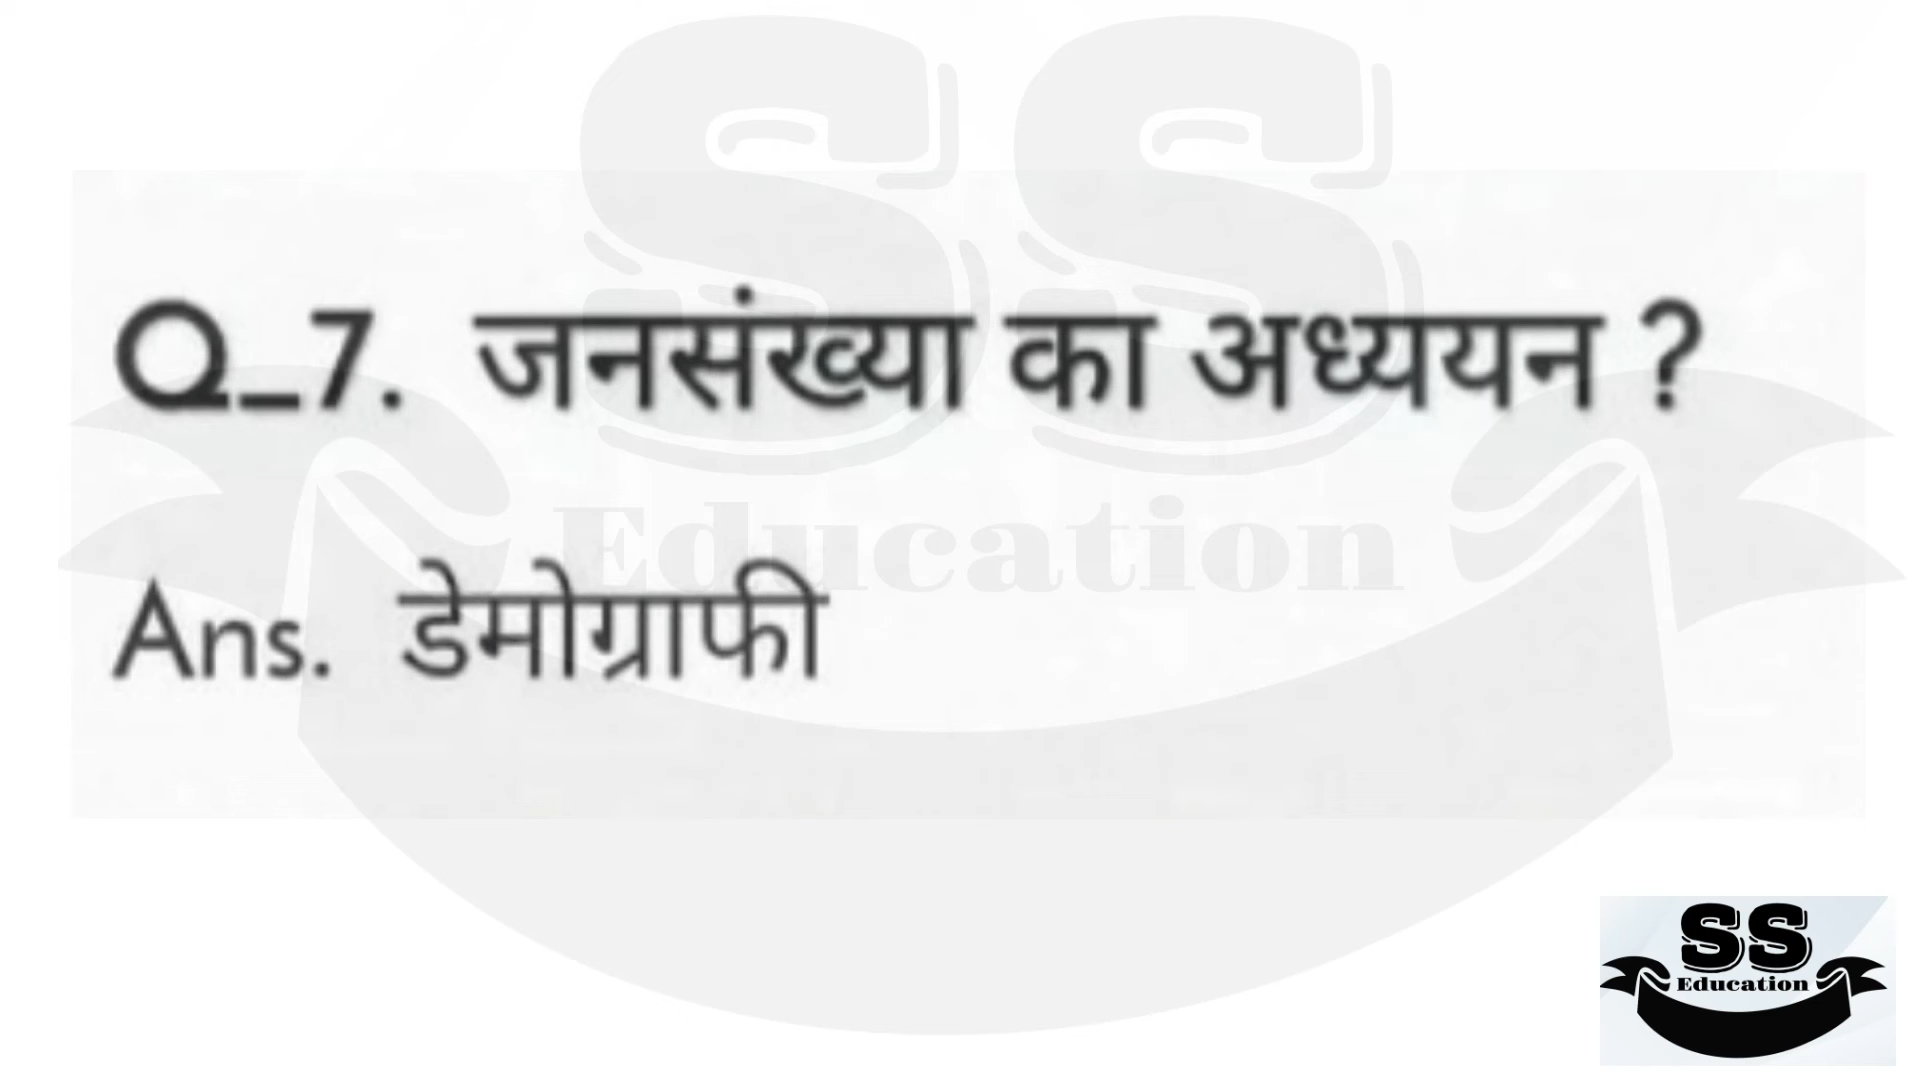 Q_7. जनसंख्या का अध्ययन ?
Ans. डेमोग्राफी
SS
Education
SS
Education